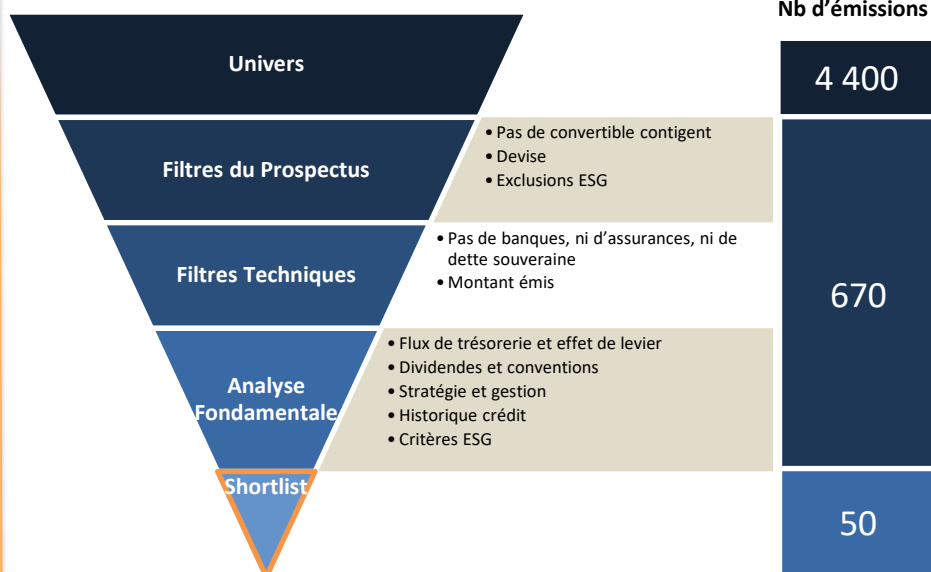 Nb d'émissions
Univers
4 400
Filtres du Prospectus
• Pas de convertible contigent
• Devise
• Exclusions ESG
Filtres Techniques
• Pas de banques, ni d'assurances, ni de
dette souveraine
• Montant émis
670
Analyse
Fondamentale
• Flux de trésorerie et effet de levier
• Dividendes et conventions
• Stratégie et gestion
• Historique crédit
• Critères ESG
Shortlist
50